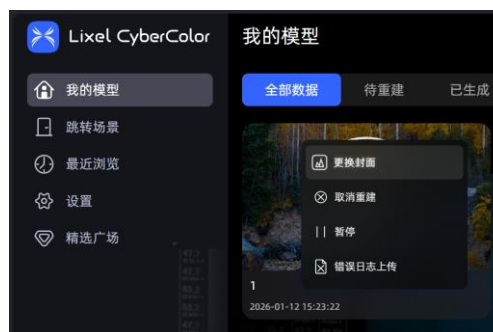 Lixel CyberColor
我的模型
跳转场景
最近浏览
设置
精选广场
我的模型
全部数据
待重建
已生成
更换封面
取消重建
暂停
错误日志上传
1
2026-01-12 15:23:22